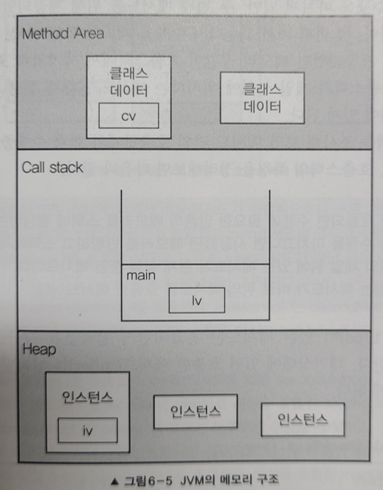 Method Area
클래스
데이터
cv
클래스
데이터
Call stack
main
lv
Heap
인스턴스
iv
인스턴스
인스턴스
▲ 그림6-5 JVM의 메모리 구조